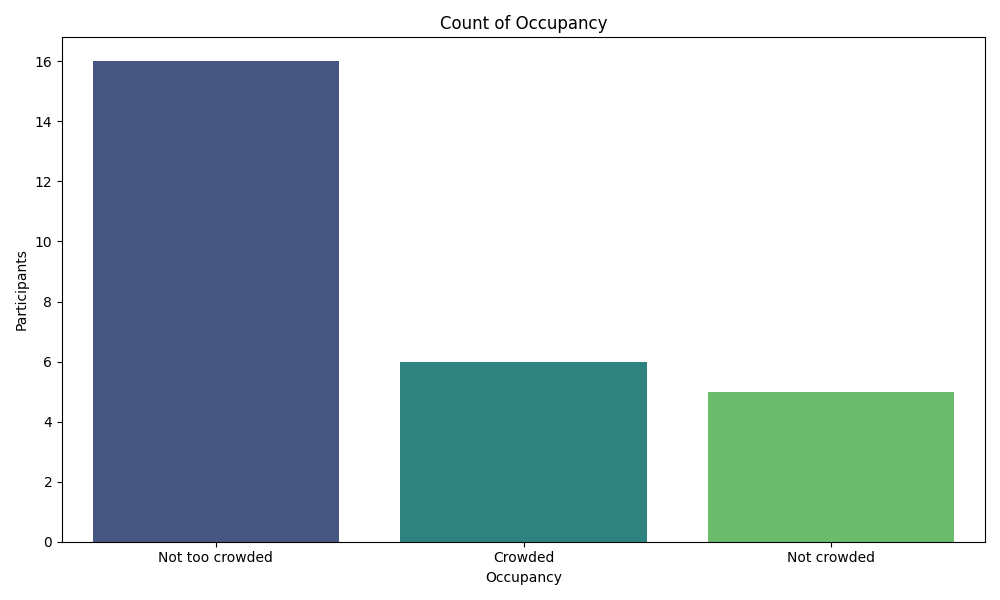 Count of Occupancy
Participants
16
14
12
10
8
6
4
2
0
Not too crowded
Crowded
Not crowded
Occupancy